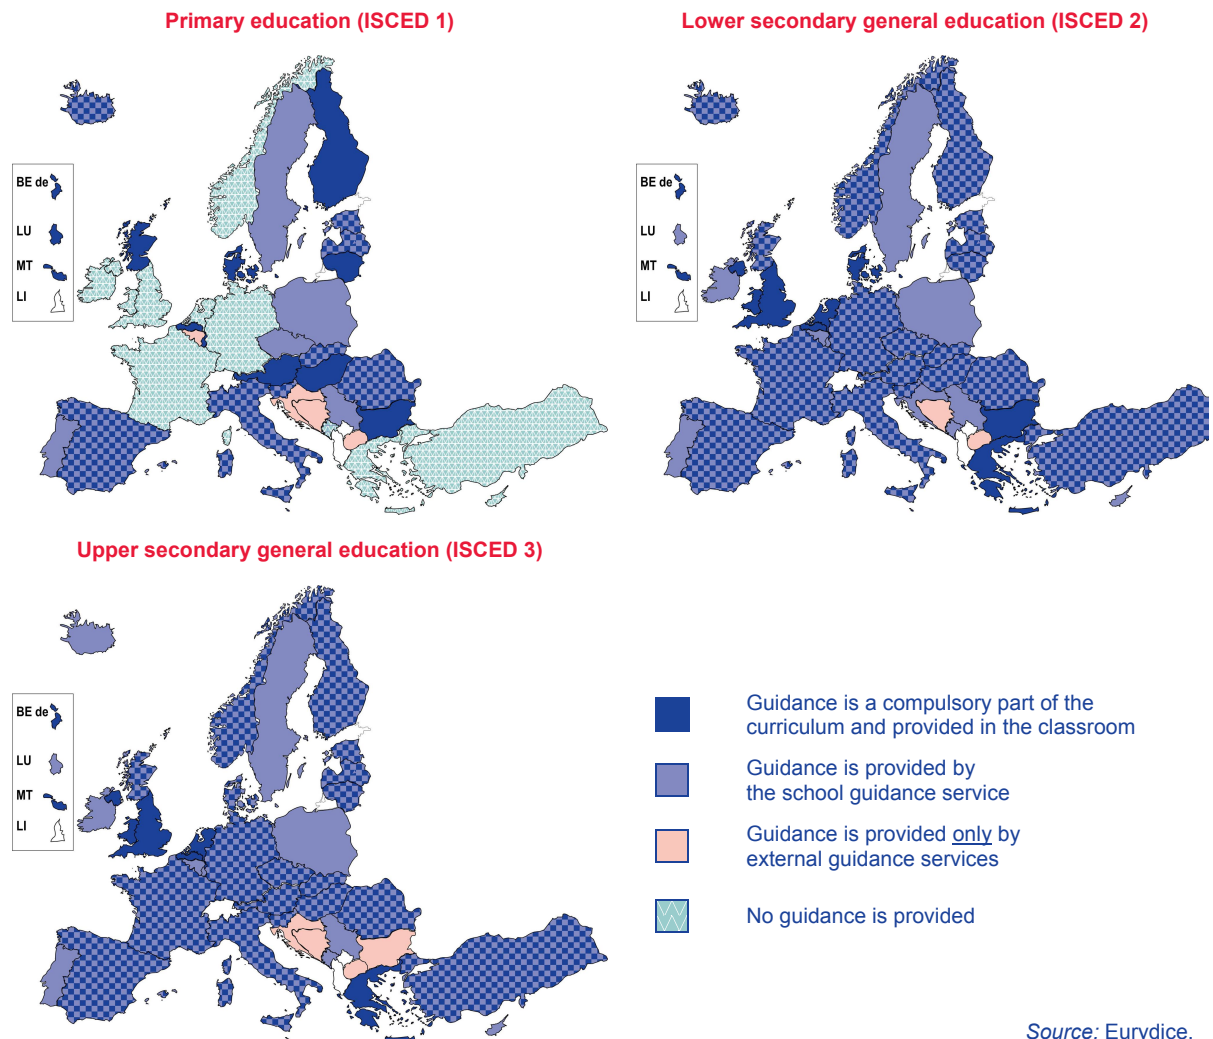 Primary education (ISCED 1)
Lower secondary general education (ISCED 2)
BE de
LU
MT
LI
BE de
LU
MT
LI
Upper secondary general education (ISCED 3)
BE de
LU
MT
LI
Guidance is a compulsory part of the
curriculum and provided in the classroom
Guidance is provided by
the school guidance service
Guidance is provided only by
external guidance services
No guidance is provided
Source: Eurydice.